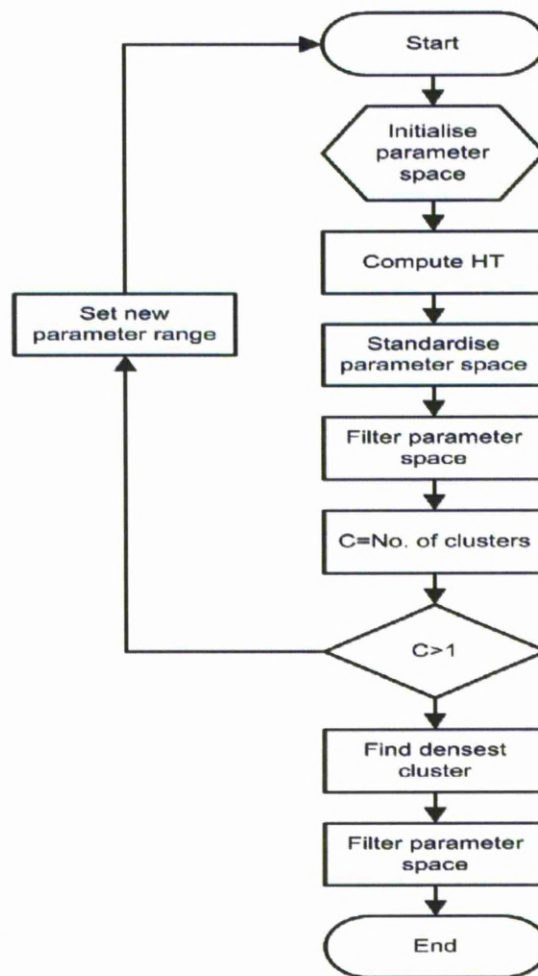 Start
Initialise
parameter
space
Compute HT
Set new
parameter range
Standardise
parameter space
Filter parameter
space
C=No. of clusters
C>1
Find densest
cluster
Filter parameter
space
End